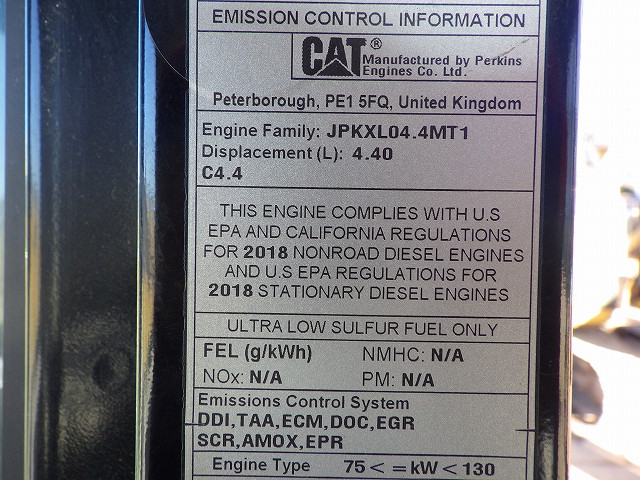 EMISSION CONTROL INFORMATION
CAT® Manufactured by Perkins
Engines Co. Ltd.
Peterborough, PE1 5FQ, United Kingdom
Engine Family: JPKXL04.4MT1
Displacement (L): 4.40
C4.4
THIS ENGINE COMPLIES WITH U.S
EPA AND CALIFORNIA REGULATIONS
FOR 2018 NONROAD DIESEL ENGINES
AND U.S EPA REGULATIONS FOR
2018 STATIONARY DIESEL ENGINES
ULTRA LOW SULFUR FUEL ONLY
FEL (g/kWh) NMHC: N/A
NOx: N/A PM: N/A
Emissions Control System
DDI,TAA,ECM,DOC,EGR
SCR,AMOX,EPR
Engine Type 75 < = kW < 130